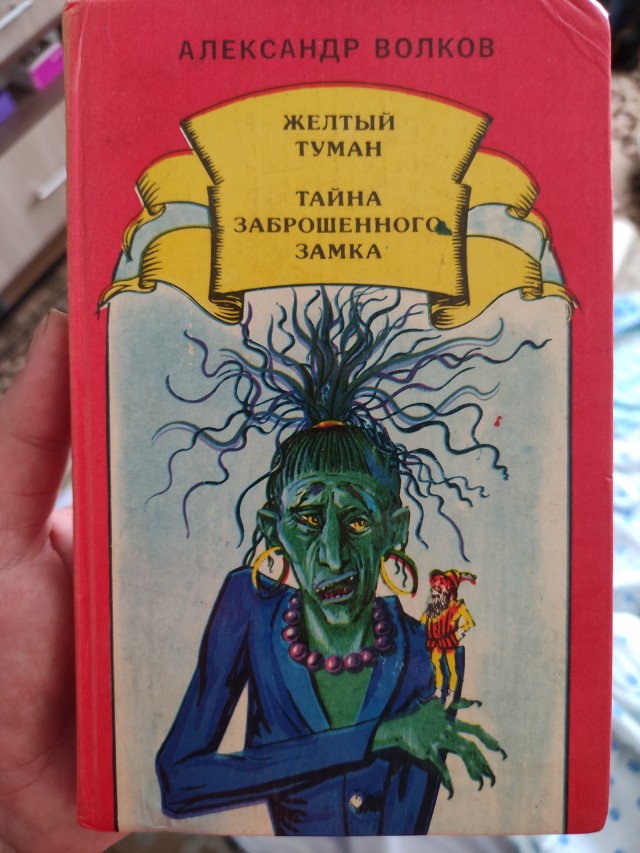 АЛЕКСАНДР ВОЛКОВ
ЖЕЛТЫЙ
ТУМАН
ТАЙНА
ЗАБРОШЕННОГО
ЗАМКА